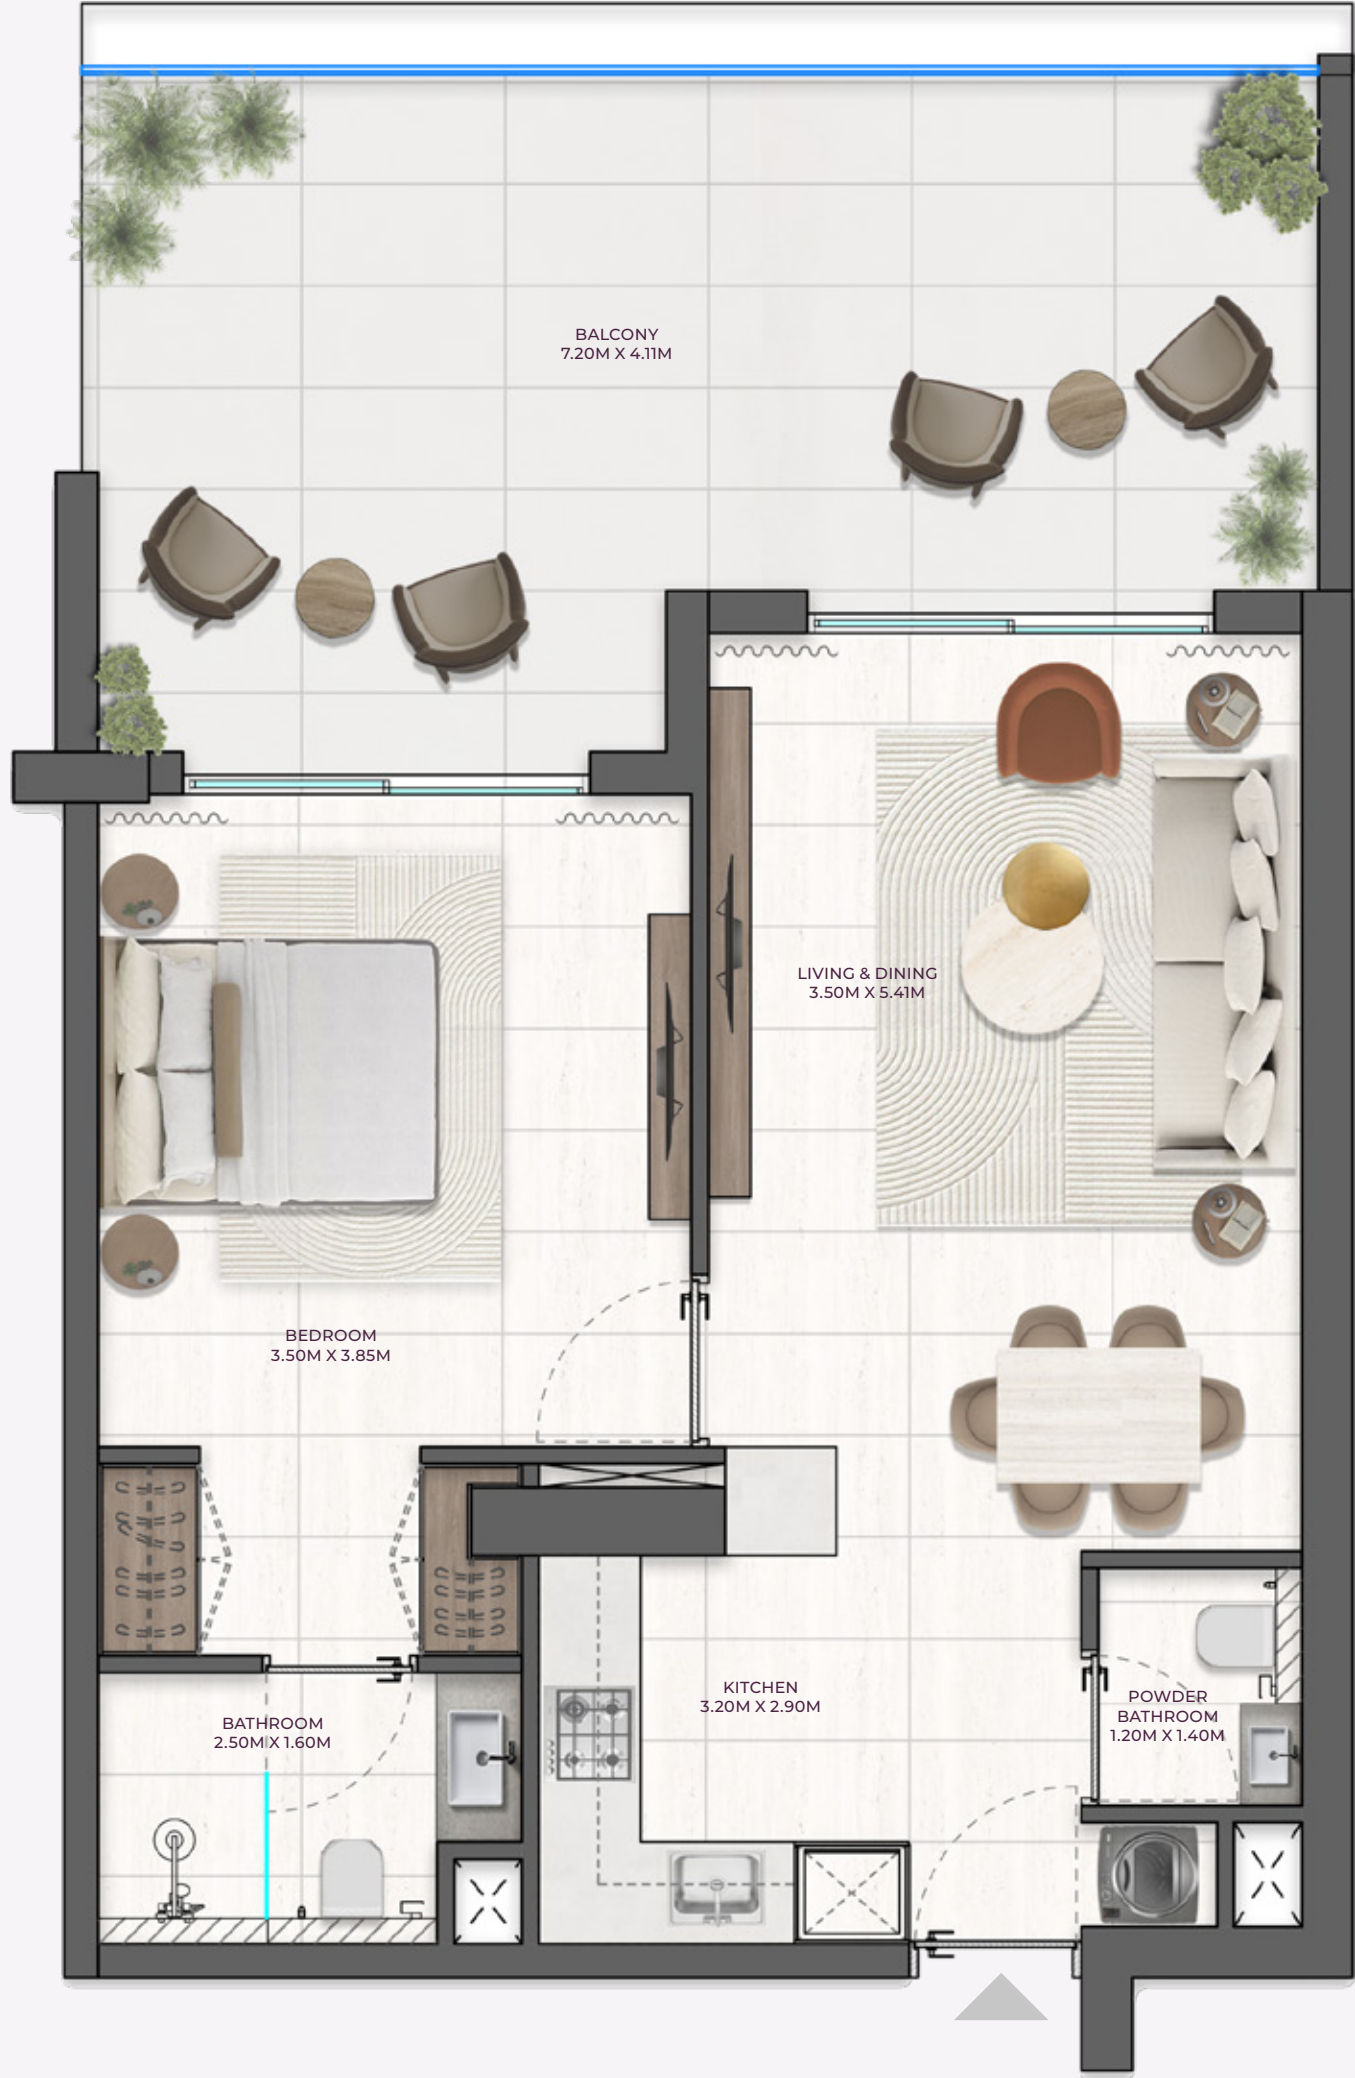 BALCONY
7.20M X 4.11M
LIVING & DINING
3.50M X 5.41M
BEDROOM
3.50M X 3.85M
KITCHEN
3.20M X 2.90M
POWDER
BATHROOM
1.20M X 1.40M
BATHROOM
2.50M X 1.60M